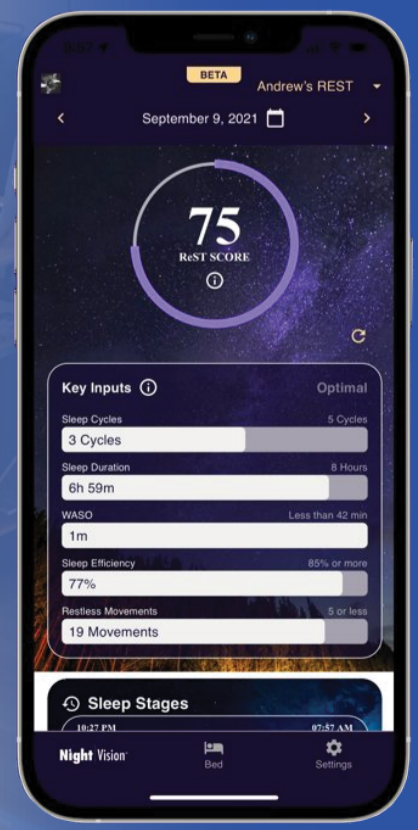 9:57
BETA
Andrew's REST
September 9, 2021
75
ReST SCORE
Key Inputs
Optimal
Sleep Cycles
5 Cycles
3 Cycles
Sleep Duration
8 Hours
6h 59m
WASO
Less than 42 min
1m
Sleep Efficiency
85% or more
77%
Restless Movements
5 or less
19 Movements
Sleep Stages
10:27 PM
07:57 AM
Night Vision
Bed
Settings